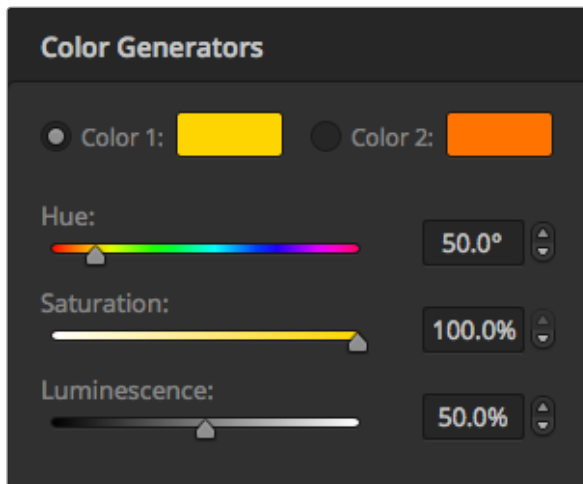 Color Generators
Color 1: Color 2:
Hue:
50.0°
Saturation:
100.0%
Luminescence:
50.0%